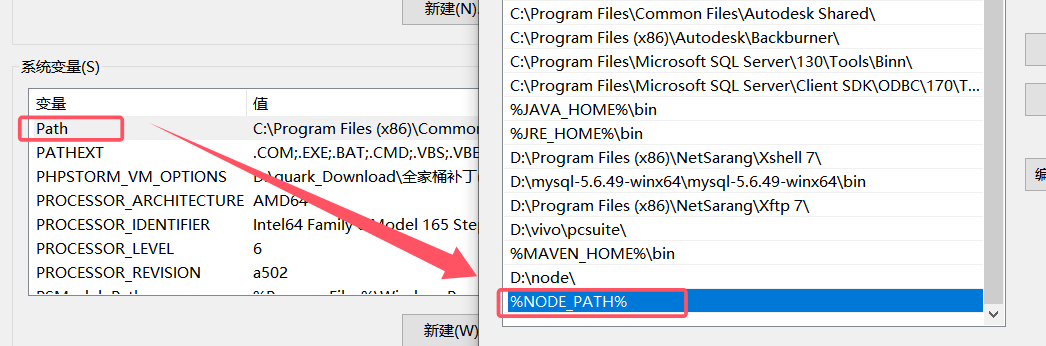 新建(N)
系统变量(S)
变量 值
Path C:\Program Files (x86)\Common
PATHEXT .COM;.EXE;.BAT;.CMD;.VBS;.VBE
PHPSTORM_VM_OPTIONS D:\quark_Download\全家桶补丁
PROCESSOR_ARCHITECTURE AMD64
PROCESSOR_IDENTIFIER Intel64 Family 6 Model 165 Step
PROCESSOR_LEVEL 6
PROCESSOR_REVISION a502
新建(W)
C:\Program Files\Common Files\Autodesk Shared\
C:\Program Files (x86)\Autodesk\Backburner\
C:\Program Files\Microsoft SQL Server\130\Tools\Binn\
C:\Program Files\Microsoft SQL Server\Client SDK\ODBC\170\T...
%JAVA_HOME%\bin
%JRE_HOME%\bin
D:\Program Files (x86)\NetSarang\Xshell 7\
D:\mysql-5.6.49-winx64\mysql-5.6.49-winx64\bin
D:\Program Files (x86)\NetSarang\Xftp 7\
D:\vivo\pcsuite\
%MAVEN_HOME%\bin
D:\node\
%NODE_PATH%
编